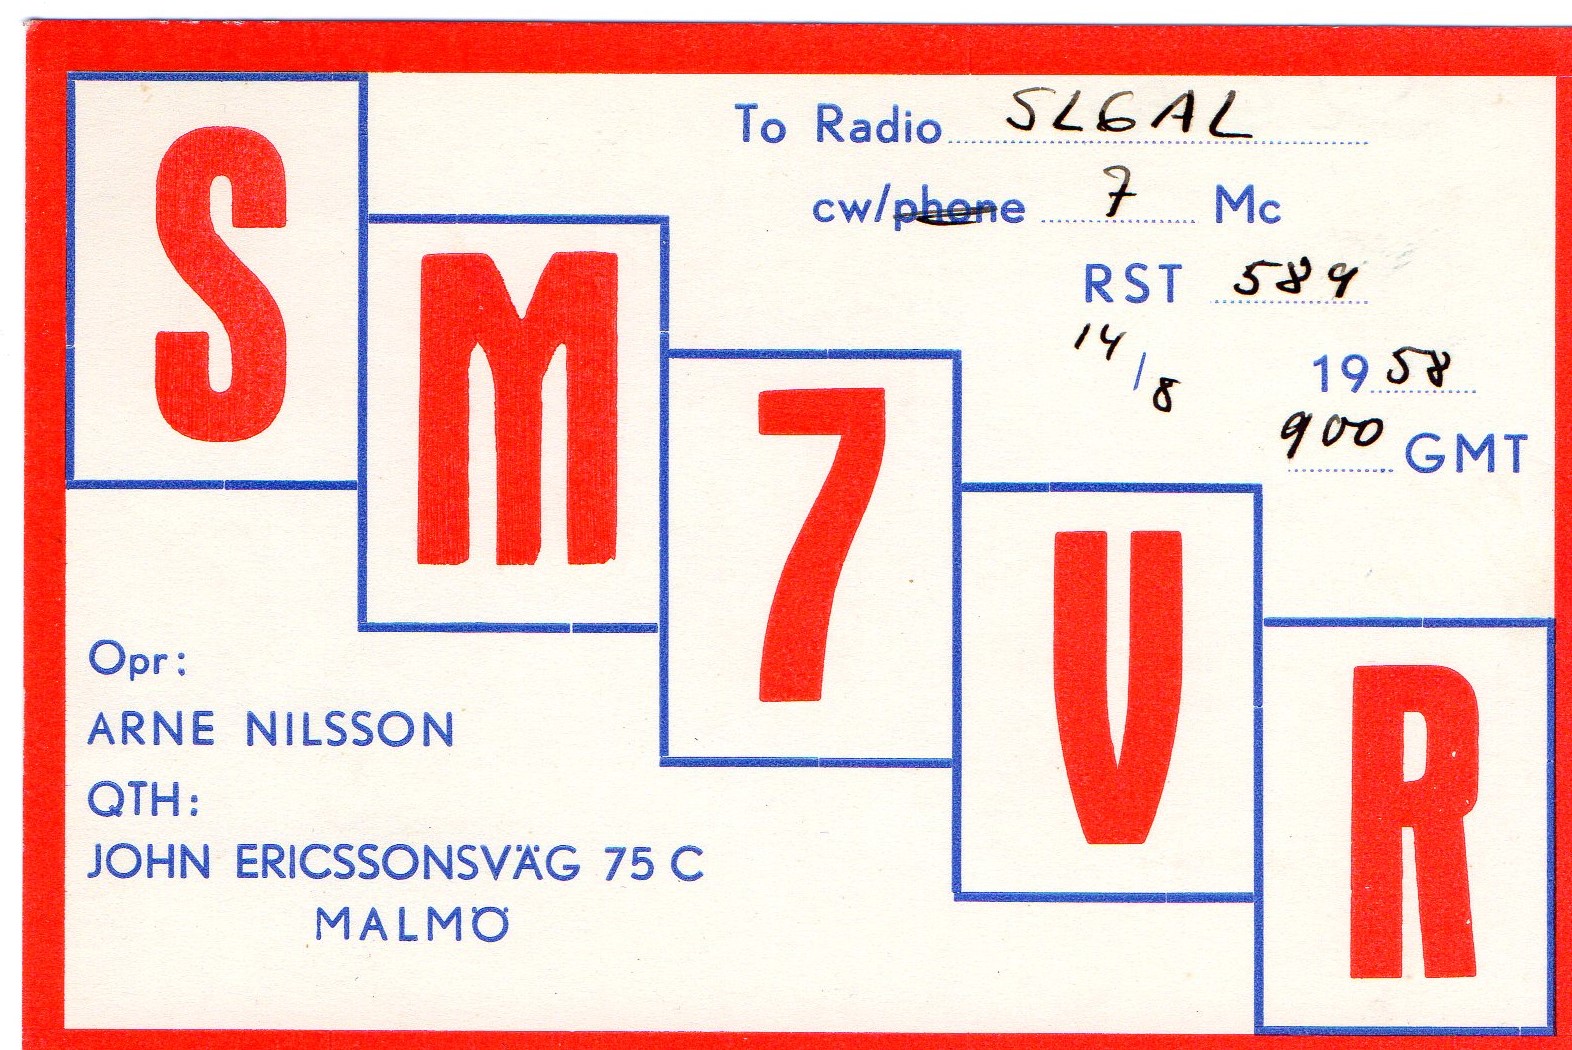 SM7VR
To Radio SL6AL
cw/phone 7 Mc
RST 589
14/8 1958
900 GMT
Opr:
ARNE NILSSON
QTH:
JOHN ERICSSONSVÄG 75 C
MALMÖ